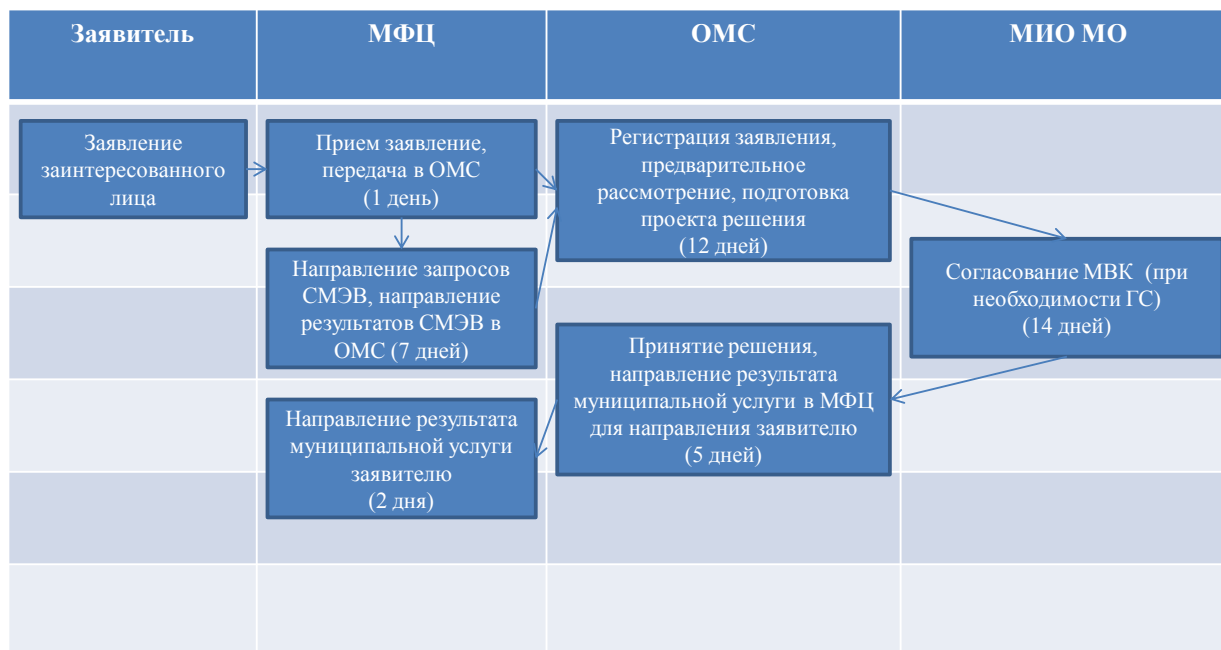 Заявитель
МФЦ
ОМС
МИО МО
Заявление
заинтересованного
лица
Прием заявление,
передача в ОМС
(1 день)
Регистрация заявления,
предварительное
рассмотрение, подготовка
проекта решения
(12 дней)
Направление запросов
СМЭВ, направление
результатов СМЭВ в
ОМС (7 дней)
Согласование МВК (при
необходимости ГС)
(14 дней)
Принятие решения,
направление результата
муниципальной услуги в МФЦ
для направления заявителю
(5 дней)
Направление результата
муниципальной услуги
заявителю
(2 дня)